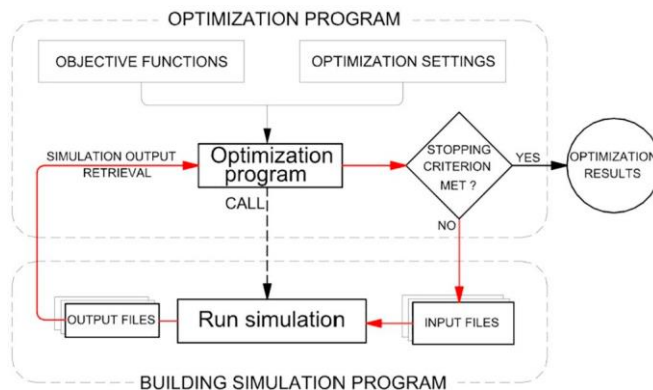 OPTIMIZATION PROGRAM
OBJECTIVE FUNCTIONS
OPTIMIZATION SETTINGS
SIMULATION OUTPUT
RETRIEVAL
Optimization
program
CALL
STOPPING
CRITERION
MET ?
YES
OPTIMIZATION
RESULTS
NO
OUTPUT FILES
Run simulation
INPUT FILES
BUILDING SIMULATION PROGRAM